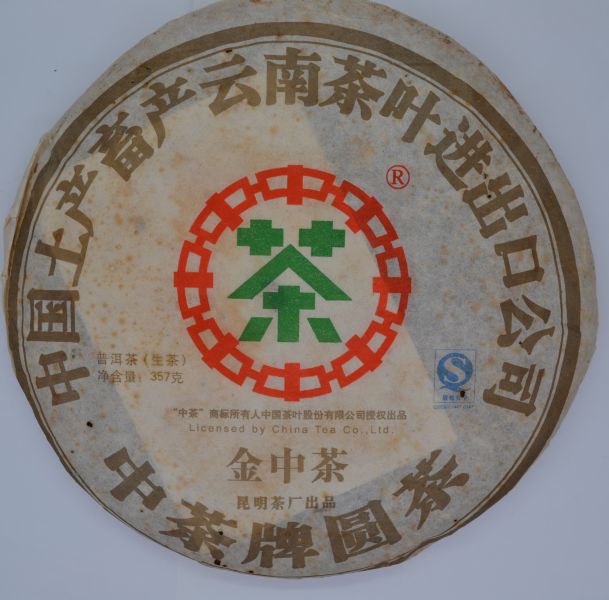 中国土产畜产云南茶叶进出口公司
®
茶
普洱茶（生茶）
净含量：357克
"中茶"商标所有人中国茶叶股份有限公司授权出品
Licensed by China Tea Co.,Ltd.
金中茶
昆明茶厂出品
中茶牌圆茶